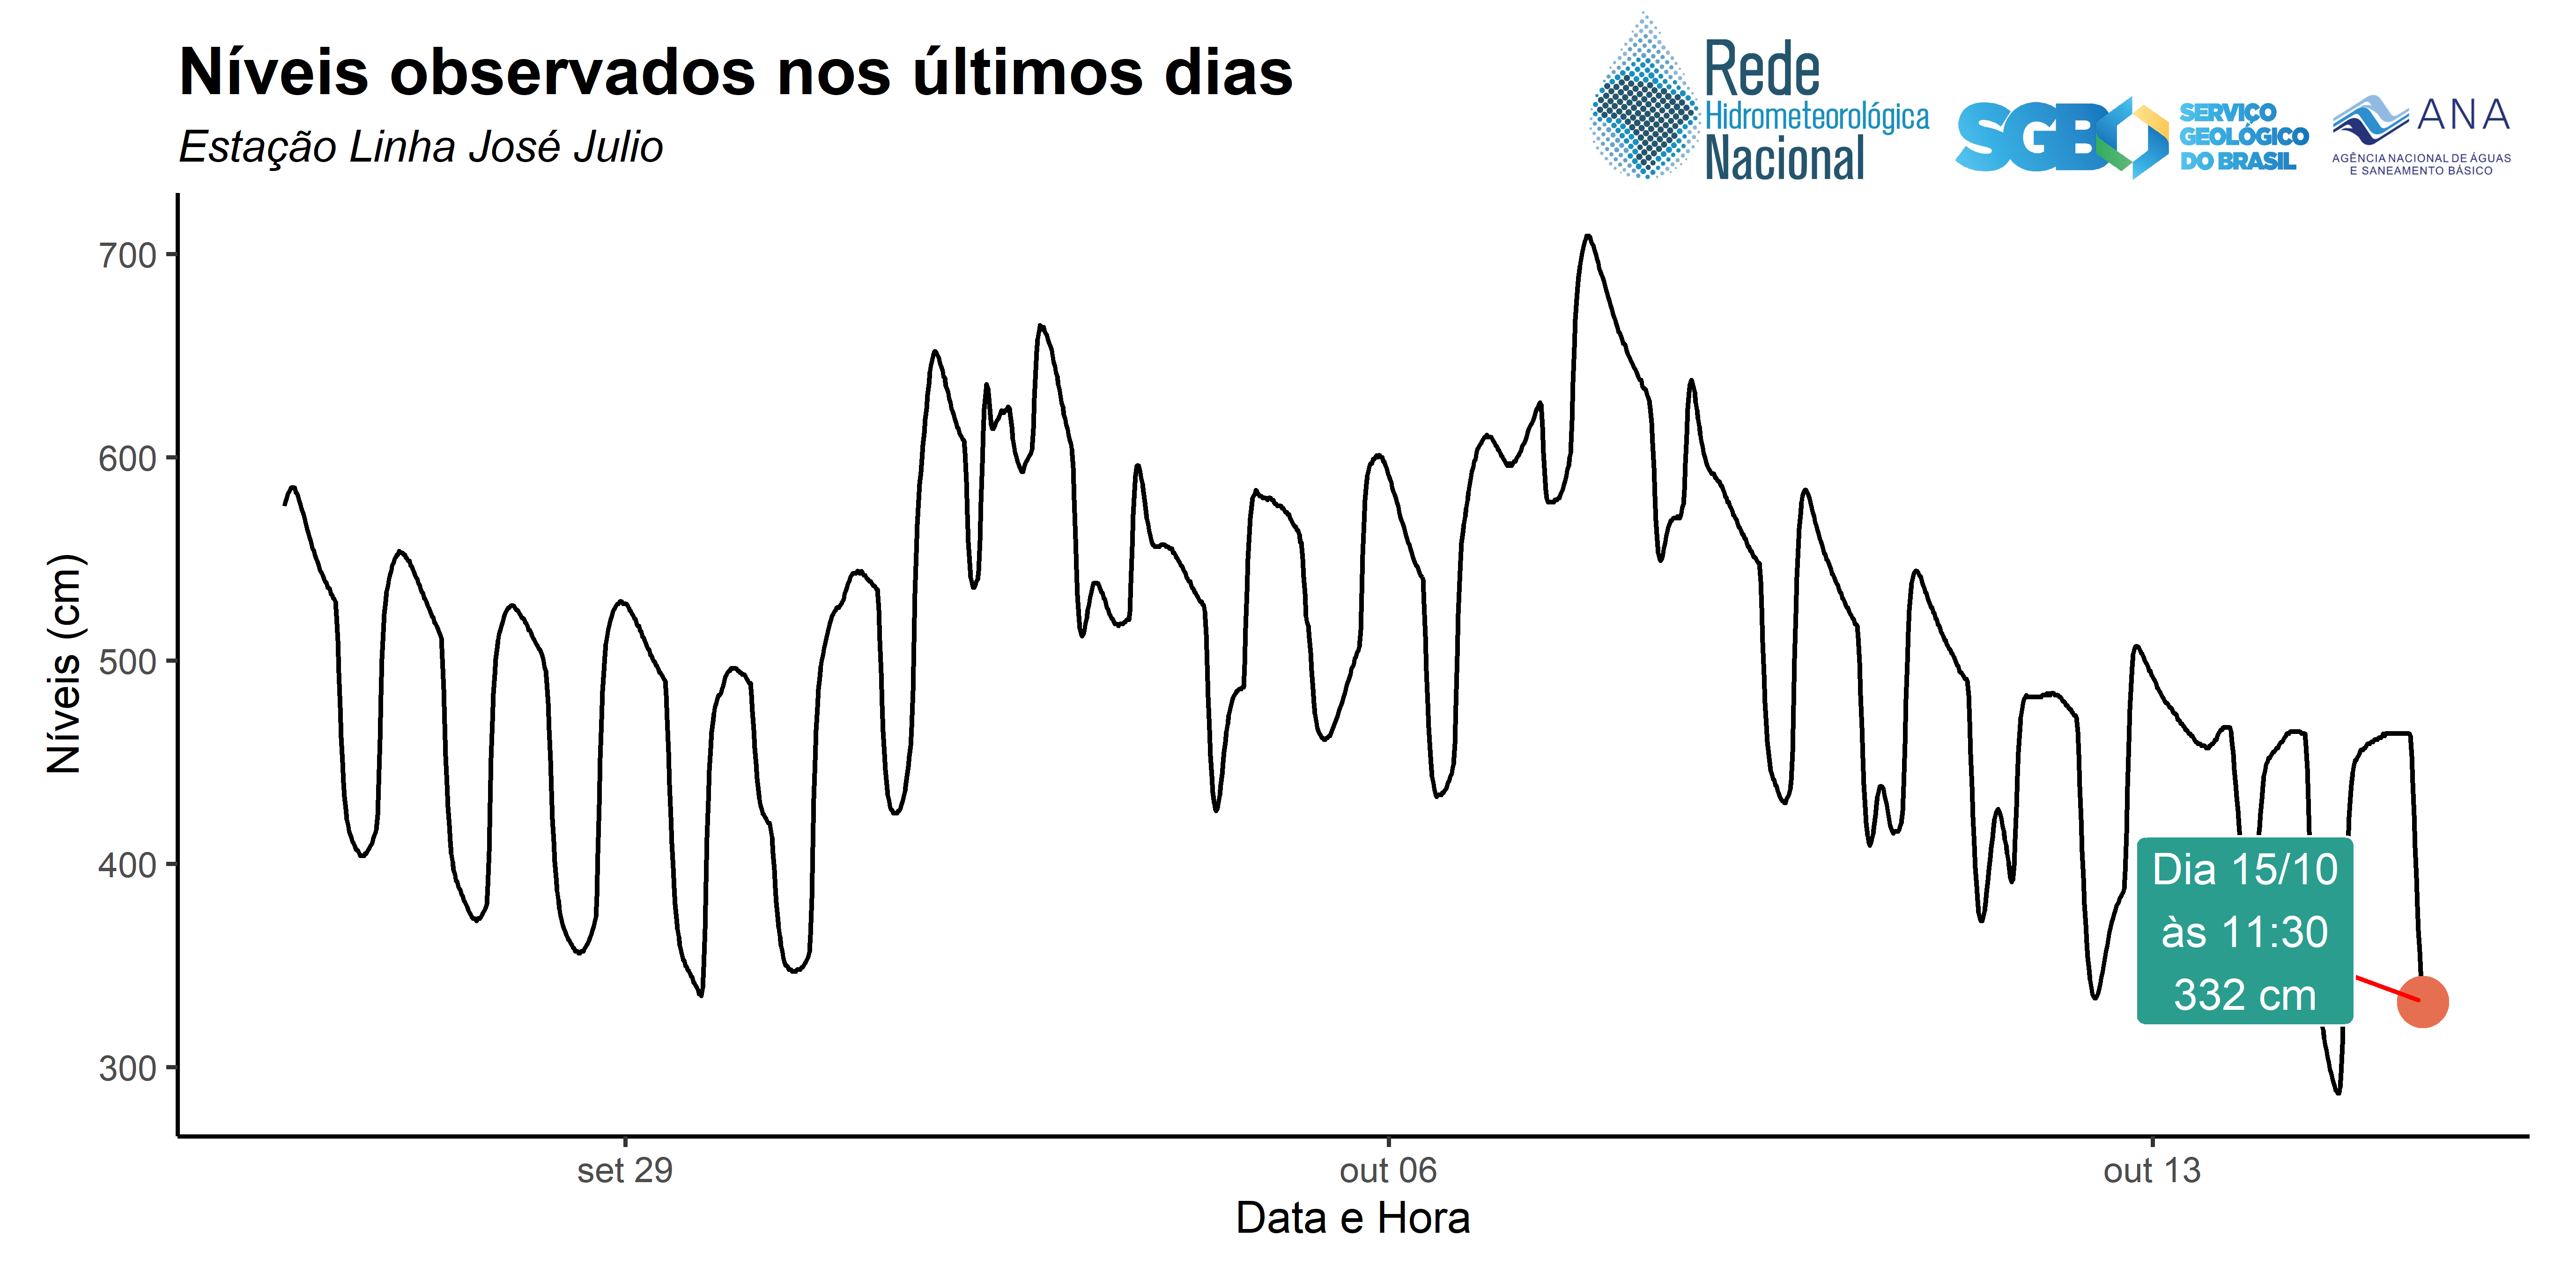 Níveis observados nos últimos dias
Estação Linha José Julio
Rede
Hidrometeorológica
Nacional
SGB
SERVIÇO
GEOLÓGICO
DO BRASIL
ANA
AGÊNCIA NACIONAL DE ÁGUAS
E SANEAMENTO BÁSICO
Níveis (cm)
700
600
500
400
300
Dia 15/10
às 11:30
332 cm
set 29
out 06
out 13
Data e Hora